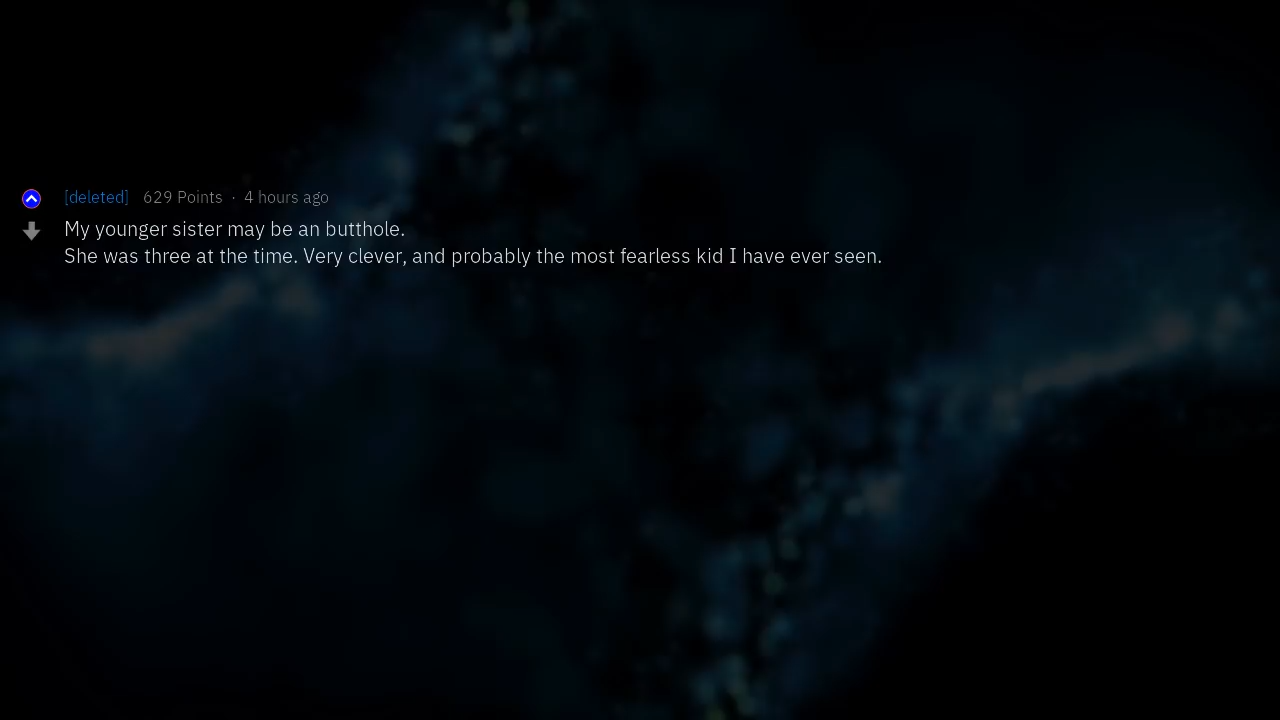 [deleted] 629 Points · 4 hours ago
My younger sister may be an butthole.
She was three at the time. Very clever, and probably the most fearless kid I have ever seen.